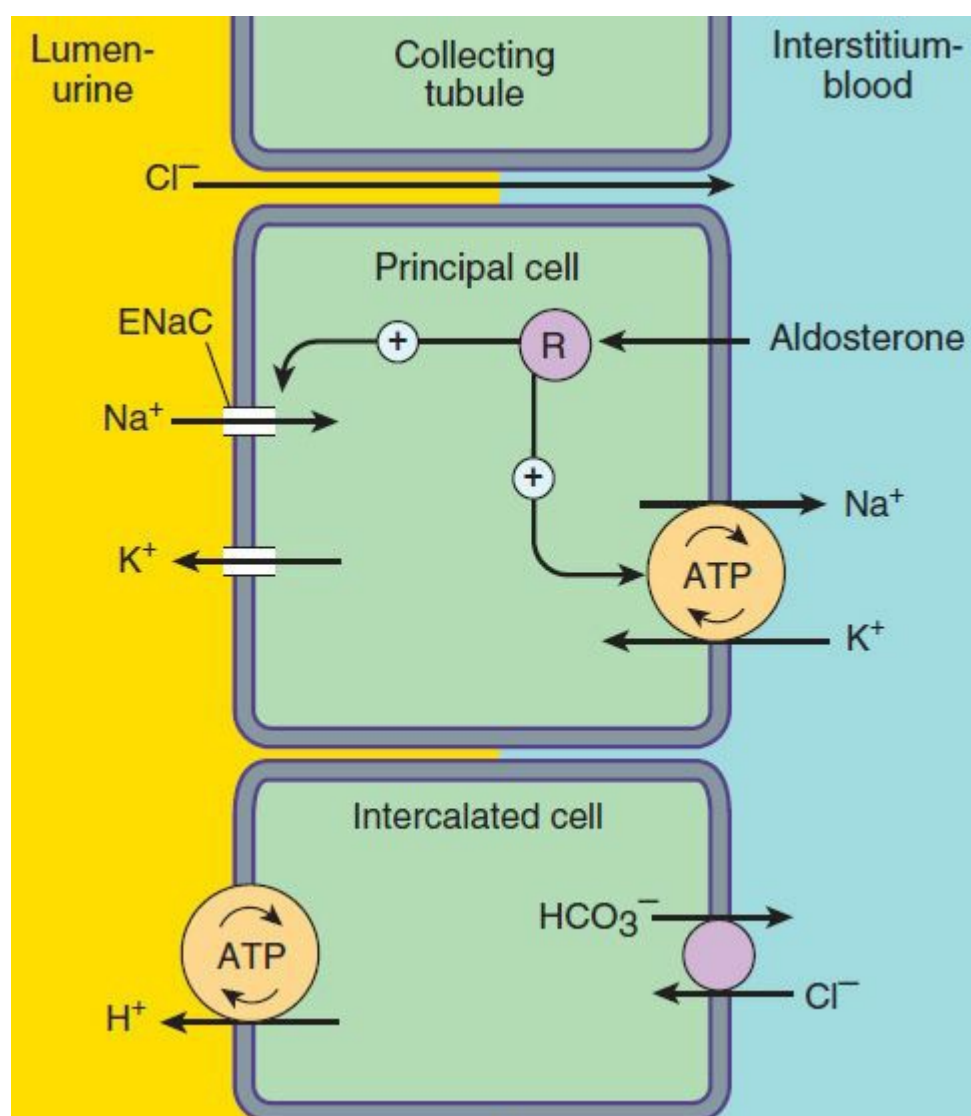 Lumen-
urine
Collecting
tubule
Interstitium-
blood
Cl⁻
Principal cell
ENaC
+
R
Aldosterone
Na⁺
+
Na⁺
K⁺
ATP
K⁺
Intercalated cell
HCO₃⁻
ATP
Cl⁻
H⁺